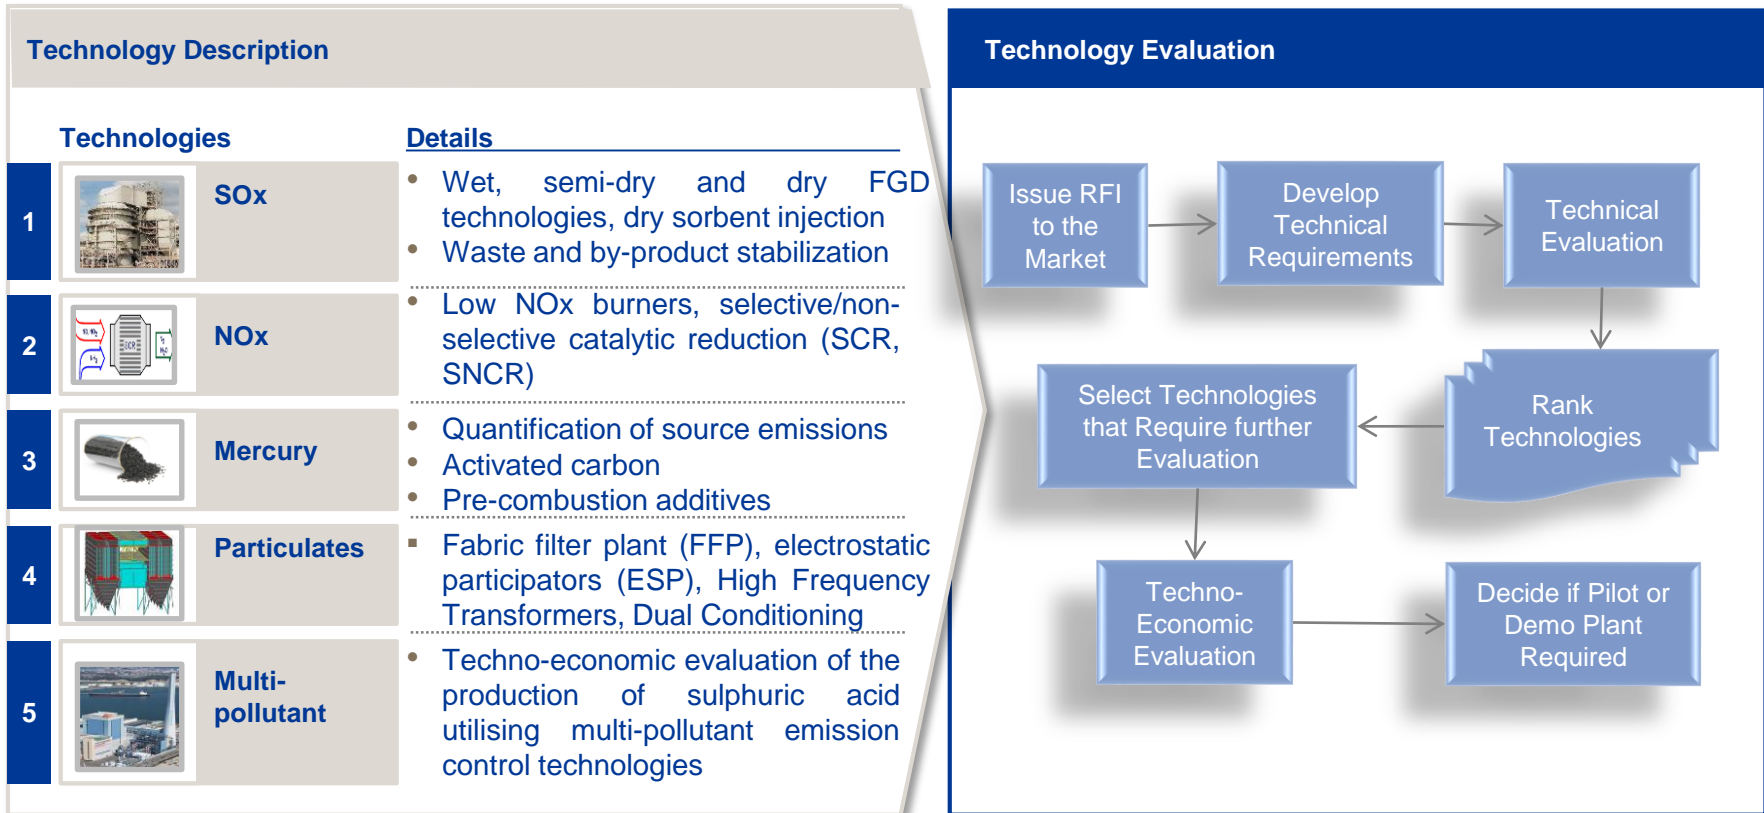 Technology Description
Technologies
Details
1
SOx
• Wet, semi-dry and dry FGD
technologies, dry sorbent injection
• Waste and by-product stabilization
2
SCR
NOx
• Low NOx burners, selective/non-
selective catalytic reduction (SCR,
SNCR)
3
Mercury
• Quantification of source emissions
• Activated carbon
• Pre-combustion additives
4
Particulates
▪ Fabric filter plant (FFP), electrostatic
participators (ESP), High Frequency
Transformers, Dual Conditioning
5
Multi-
pollutant
• Techno-economic evaluation of the
production of sulphuric acid
utilising multi-pollutant emission
control technologies
Technology Evaluation
Issue RFI
to the
Market
Develop
Technical
Requirements
Technical
Evaluation
Rank
Technologies
Select Technologies
that Require further
Evaluation
Techno-
Economic
Evaluation
Decide if Pilot or
Demo Plant
Required